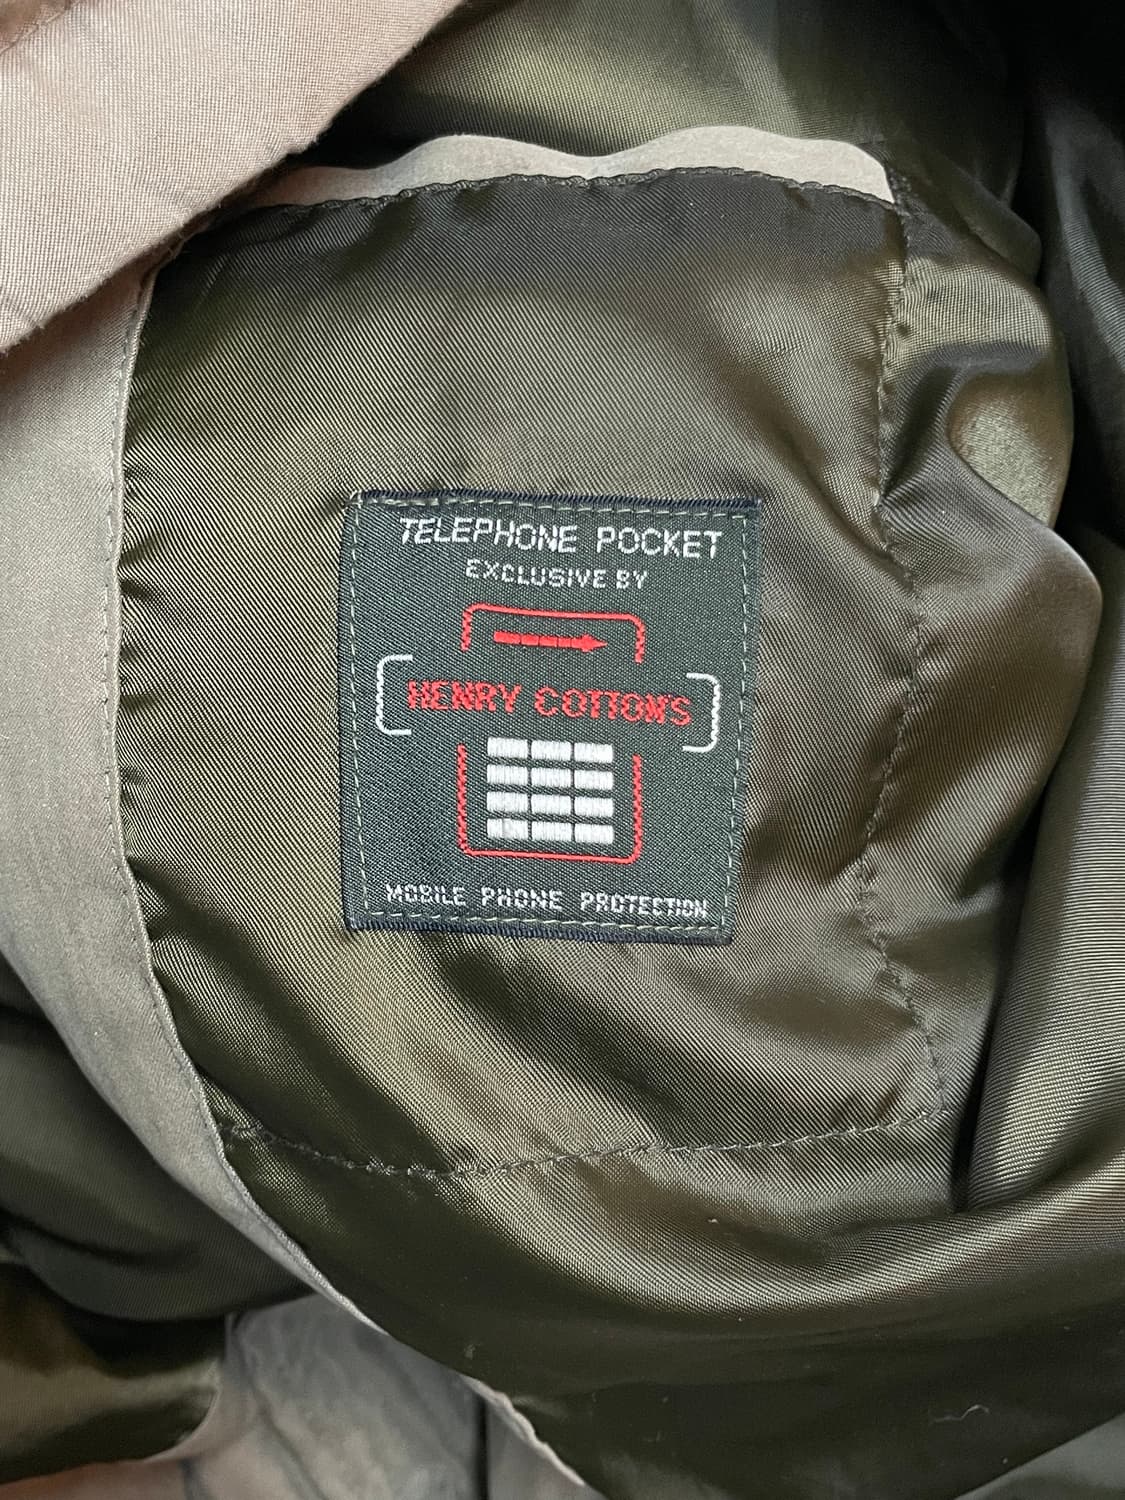 TELEPHONE POCKET
EXCLUSIVE BY
HENRY COTTON'S
MOBILE PHONE PROTECTION